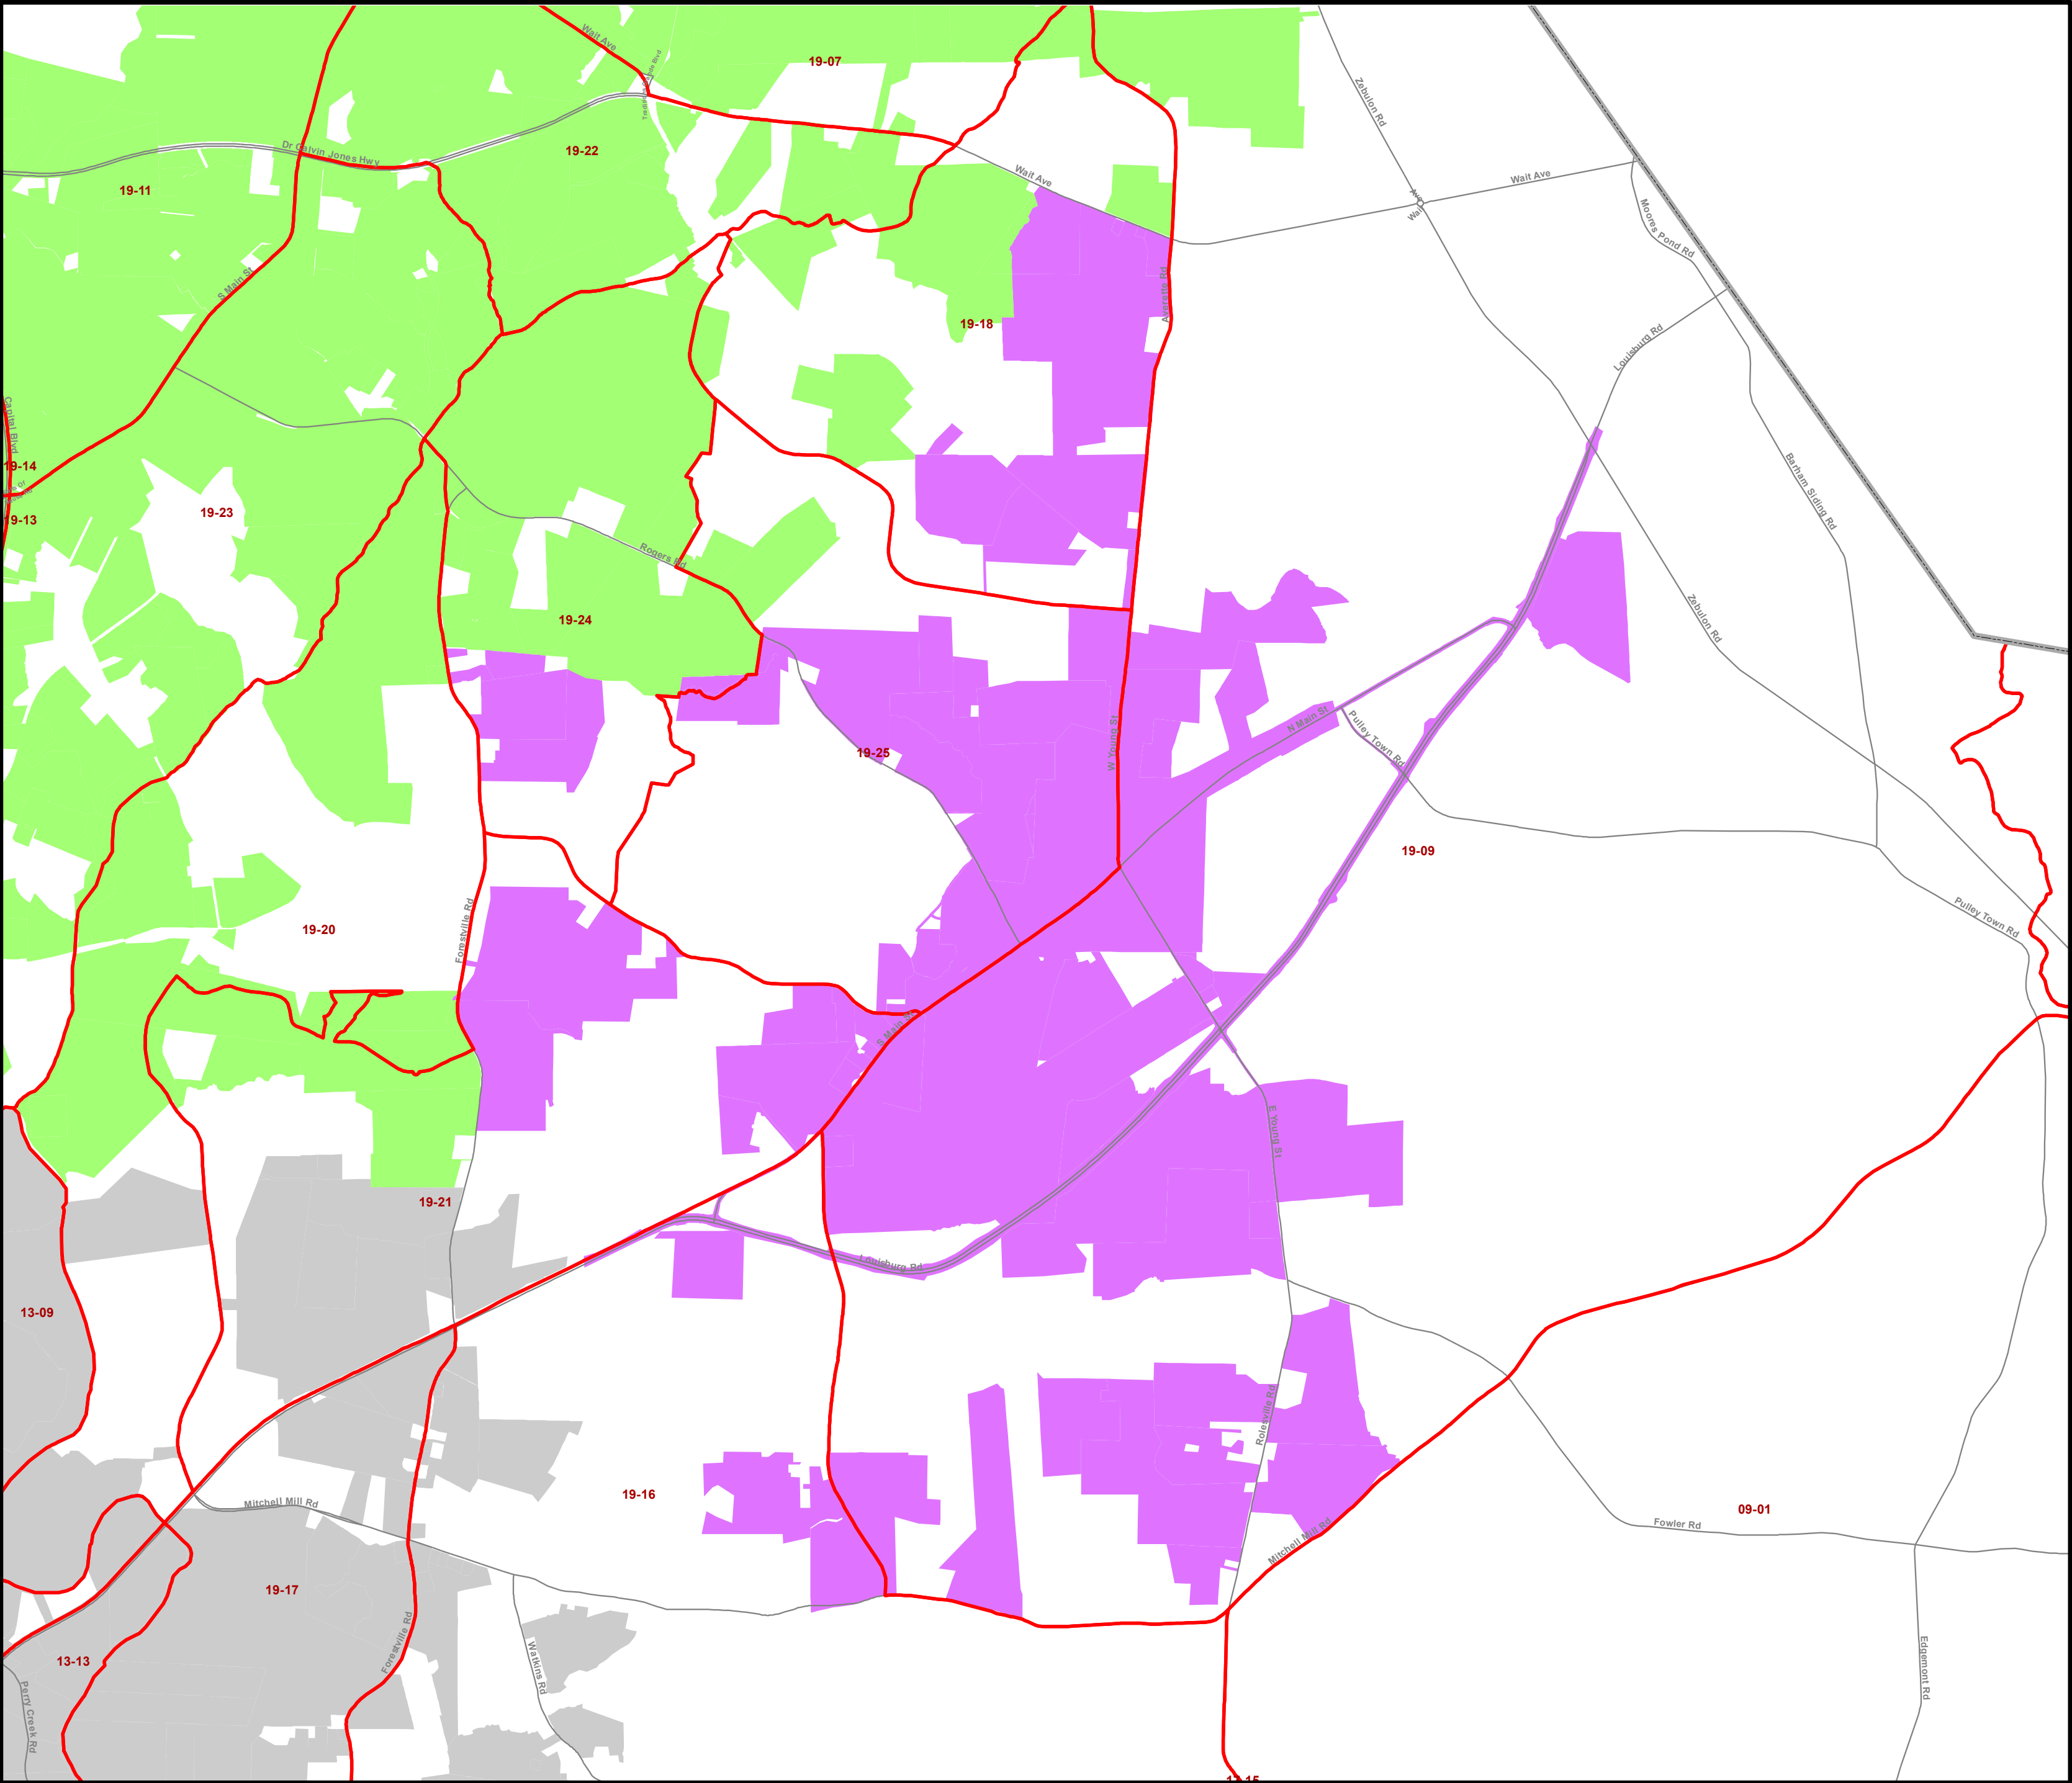 Wait Ave
19-07
Zebulon Rd
Dr Calvin Jones Hwy
19-22
19-11
Wait Ave
Wait Ave
Moores Pond Rd
S Main St
Averette Rd
19-18
Louisburg Rd
Capital Blvd
19-14
19-23
19-13
Barham Siding Rd
Rogers Rd
19-24
Zebulon Rd
W Young St
N Main St
Pulley Town Rd
19-25
19-09
Pulley Town Rd
19-20
Forestville Rd
S Main St
E Young St
19-21
Louisburg Rd
13-09
Rolesville Rd
19-16
Mitchell Mill Rd
09-01
Fowler Rd
Mitchell Mill Rd
19-17
Forestville Rd
13-13
Watkins Rd
Perry Creek Rd
Edgemont Rd